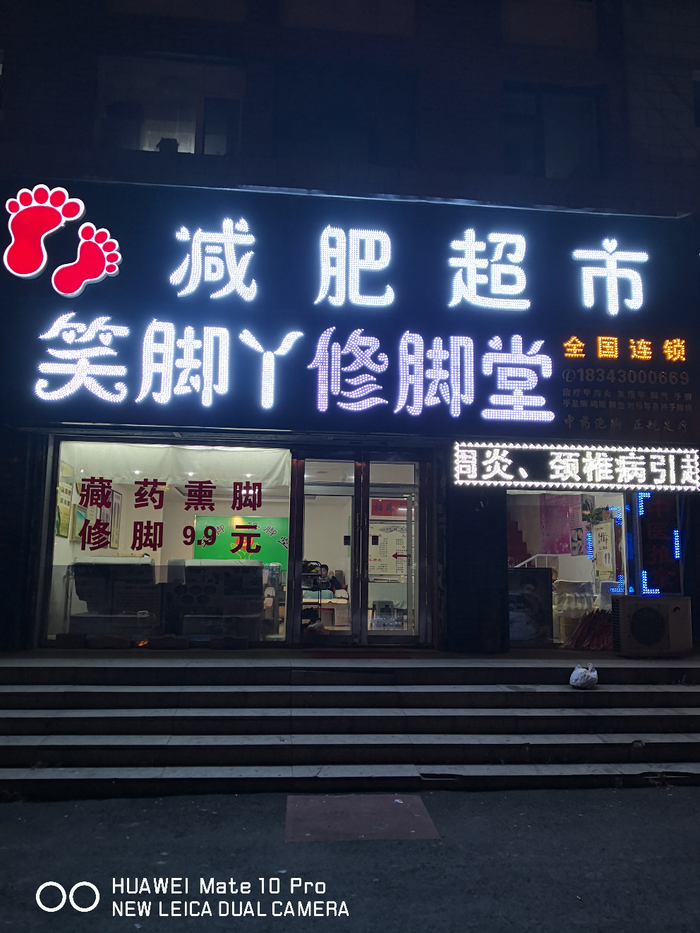 减肥超市
笑脚丫修脚堂
全国连锁
18343000669
周炎、颈椎病引起
藏药熏脚
修脚9.9元
HUAWEI Mate 10 Pro
NEW LEICA DUAL CAMERA